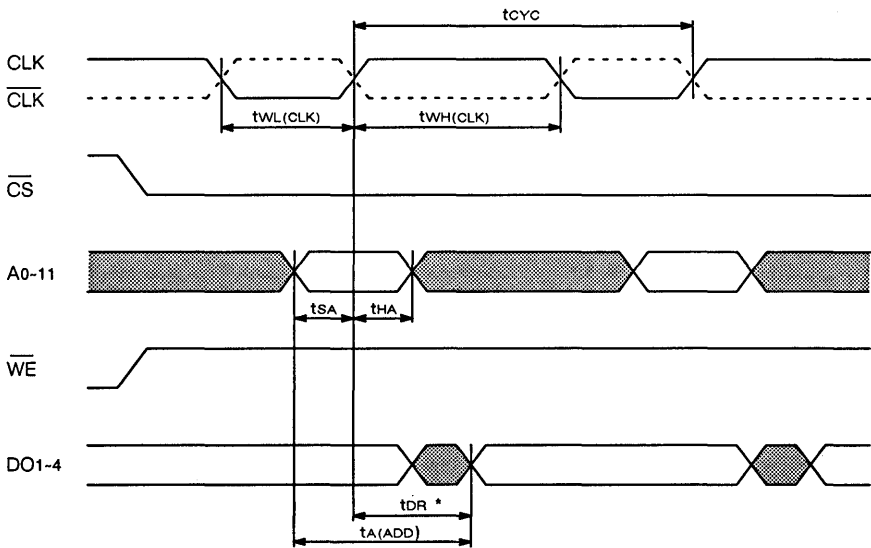 tCYC
CLK
CLK
tWL(CLK)
tWH(CLK)
CS
A0~11
tSA
tHA
WE
DO1~4
tDR *
tA(ADD)